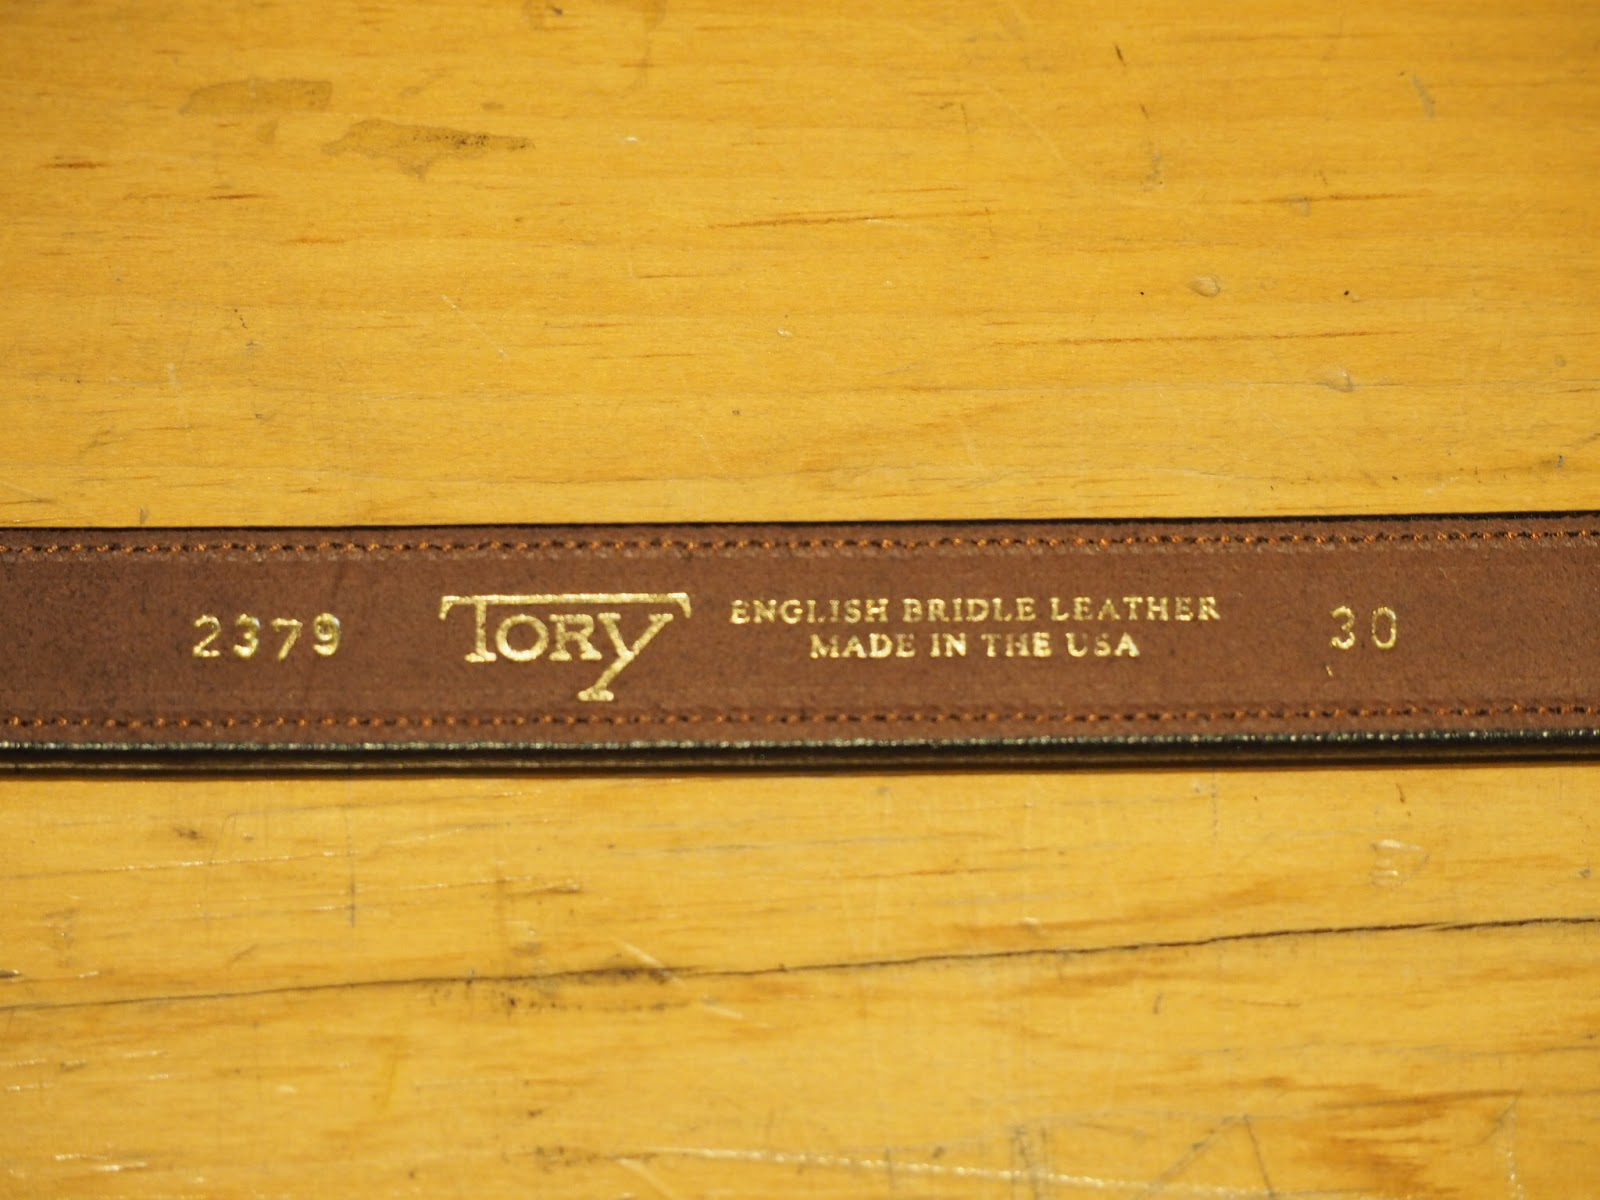 2379 TORY ENGLISH BRIDLE LEATHER 30
MADE IN THE USA